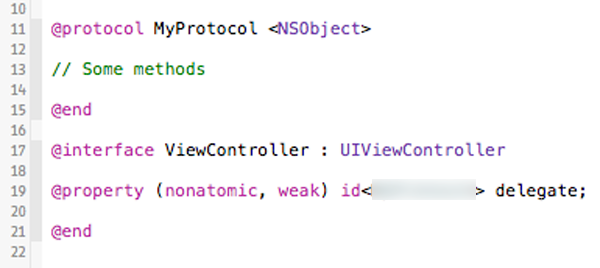 10
11 @protocol MyProtocol <NSObject>
12
13 // Some methods
14
15 @end
16
17 @interface ViewController : UIViewController
18
19 @property (nonatomic, weak) id< > delegate;
20
21 @end
22